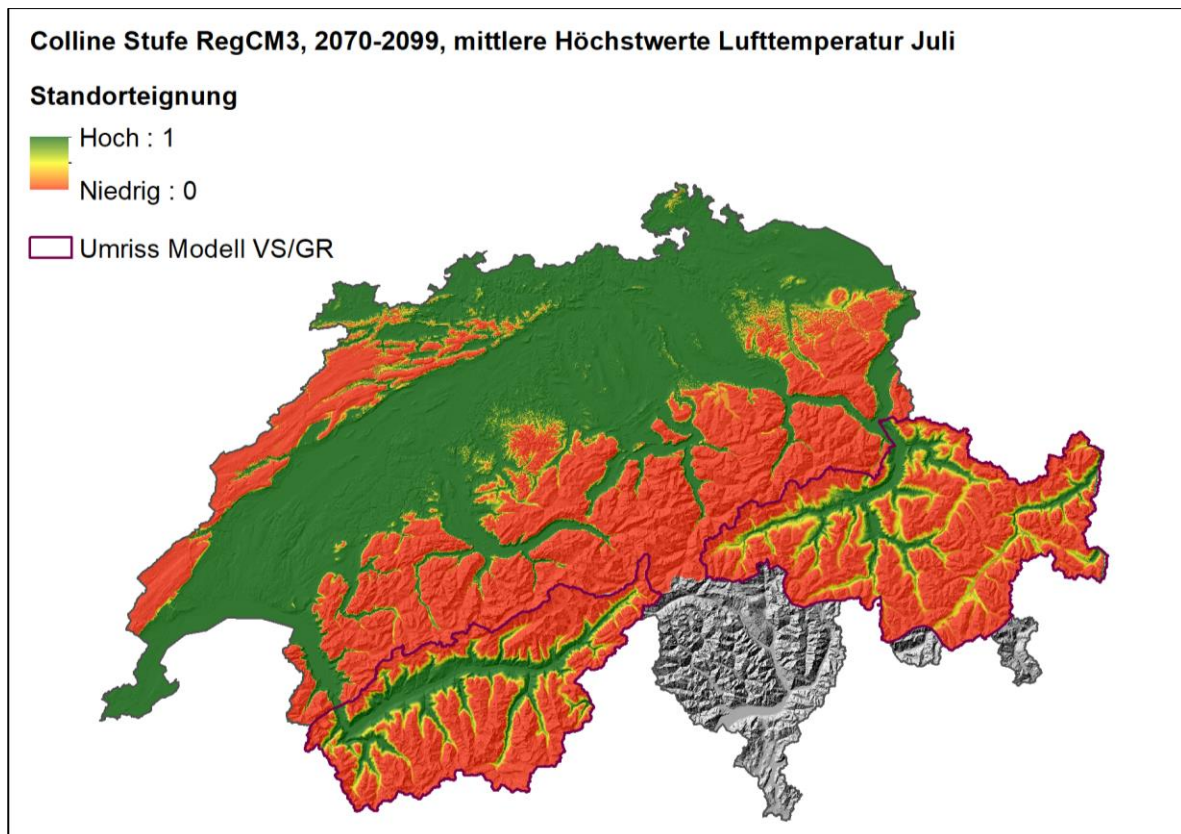 Colline Stufe RegCM3, 2070-2099, mittlere Höchstwerte Lufttemperatur Juli
Standorteignung
Hoch : 1
Niedrig : 0
Umriss Modell VS/GR